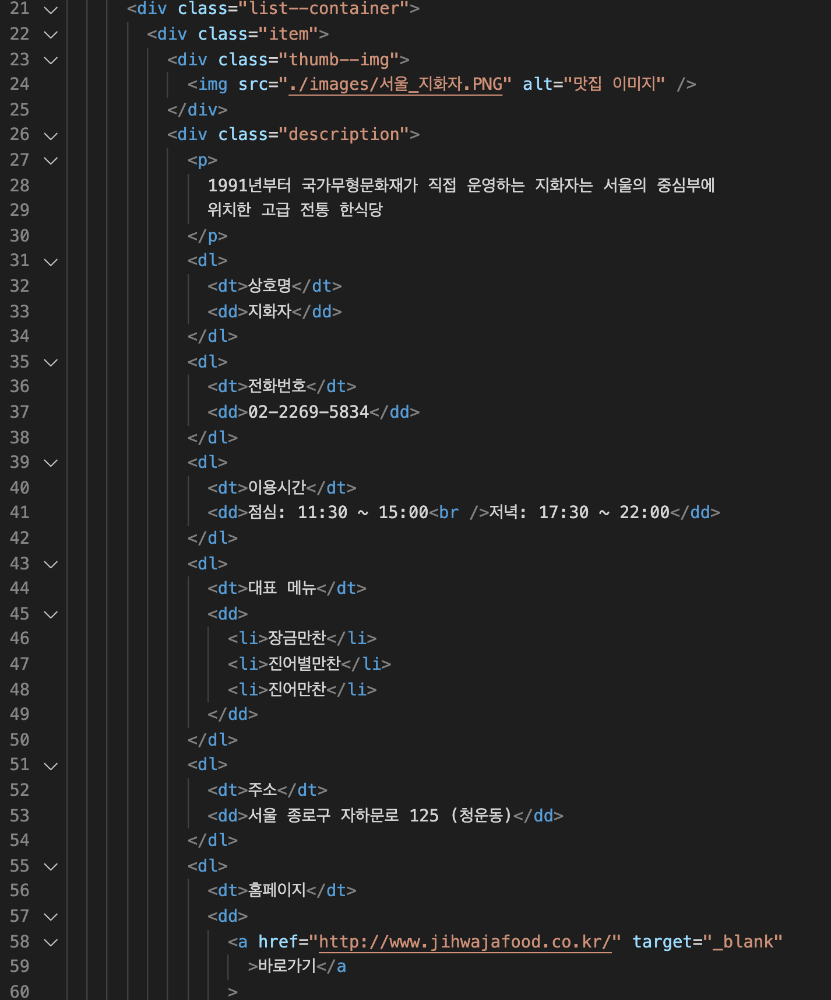 21 <div class="list--container">
22 <div class="item">
23 <div class="thumb--img">
24 <img src="./images/서울_지화자.PNG" alt="맛집 이미지" />
25 </div>
26 <div class="description">
27 <p>
28 1991년부터 국가무형문화재가 직접 운영하는 지화자는 서울의 중심부에
29 위치한 고급 전통 한식당
30 </p>
31 <dl>
32 <dt>상호명</dt>
33 <dd>지화자</dd>
34 </dl>
35 <dl>
36 <dt>전화번호</dt>
37 <dd>02-2269-5834</dd>
38 </dl>
39 <dl>
40 <dt>이용시간</dt>
41 <dd>점심: 11:30 ~ 15:00<br />저녁: 17:30 ~ 22:00</dd>
42 </dl>
43 <dl>
44 <dt>대표 메뉴</dt>
45 <dd>
46 <li>장금만찬</li>
47 <li>진어별만찬</li>
48 <li>진어만찬</li>
49 </dd>
50 </dl>
51 <dl>
52 <dt>주소</dt>
53 <dd>서울 종로구 자하문로 125 (청운동)</dd>
54 </dl>
55 <dl>
56 <dt>홈페이지</dt>
57 <dd>
58 <a href="http://www.jihwajafood.co.kr/" target="_blank"
59 >바로가기</a
60 >